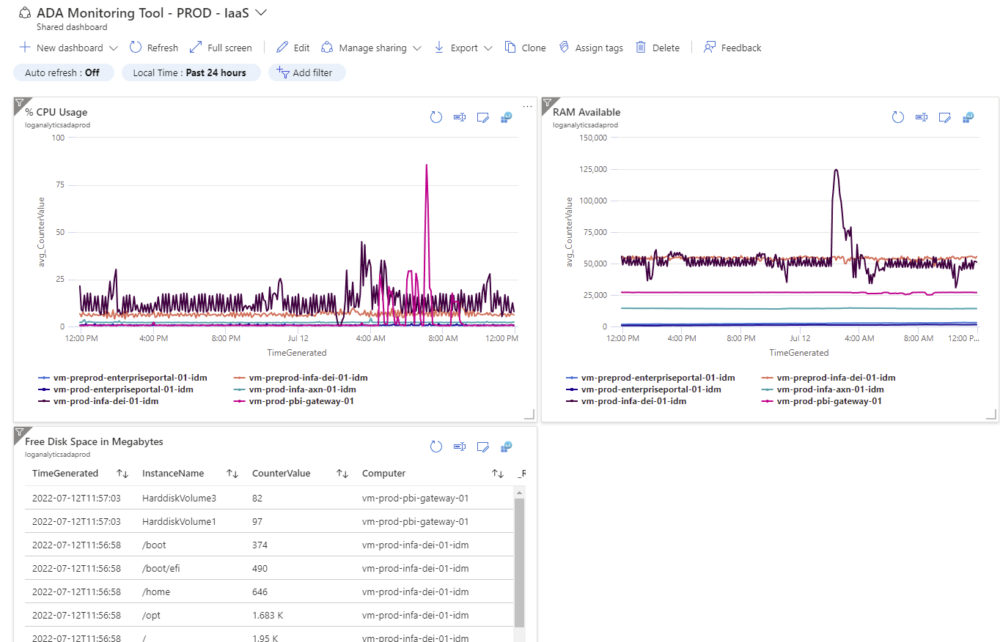 ADA Monitoring Tool - PROD - IaaS
Shared dashboard
New dashboard Refresh Full screen Edit Manage sharing Export Clone Assign tags Delete Feedback
Auto refresh : Off Local Time : Past 24 hours Add filter
% CPU Usage
loganalyticsadaprod
100
75
50
25
0
avg_CounterValue
12:00 PM 4:00 PM 8:00 PM Jul 12 4:00 AM 8:00 AM 12:00 PM
TimeGenerated
vm-preprod-enterpriseportal-01-idm vm-preprod-infa-dei-01-idm
vm-prod-enterpriseportal-01-idm vm-prod-infa-axn-01-idm
vm-prod-infa-dei-01-idm vm-prod-pbi-gateway-01
RAM Available
loganalyticsadaprod
150,000
125,000
100,000
75,000
50,000
25,000
0
avg_CounterValue
12:00 PM 4:00 PM 8:00 PM Jul 12 4:00 AM 8:00 AM 12:00 P...
TimeGenerated
vm-preprod-enterpriseportal-01-idm vm-preprod-infa-dei-01-idm
vm-prod-enterpriseportal-01-idm vm-prod-infa-axn-01-idm
vm-prod-infa-dei-01-idm vm-prod-pbi-gateway-01
Free Disk Space in Megabytes
loganalyticsadaprod
TimeGenerated InstanceName CounterValue Computer _R
2022-07-12T11:57:03 HarddiskVolume3 82 vm-prod-pbi-gateway-01
2022-07-12T11:57:03 HarddiskVolume1 97 vm-prod-pbi-gateway-01
2022-07-12T11:56:58 /boot 374 vm-prod-infa-dei-01-idm
2022-07-12T11:56:58 /boot/efi 490 vm-prod-infa-dei-01-idm
2022-07-12T11:56:58 /home 646 vm-prod-infa-dei-01-idm
2022-07-12T11:56:58 /opt 1.683 K vm-prod-infa-dei-01-idm
2022-07-12T11:56:58 / 1.95 K vm-prod-infa-dei-01-idm